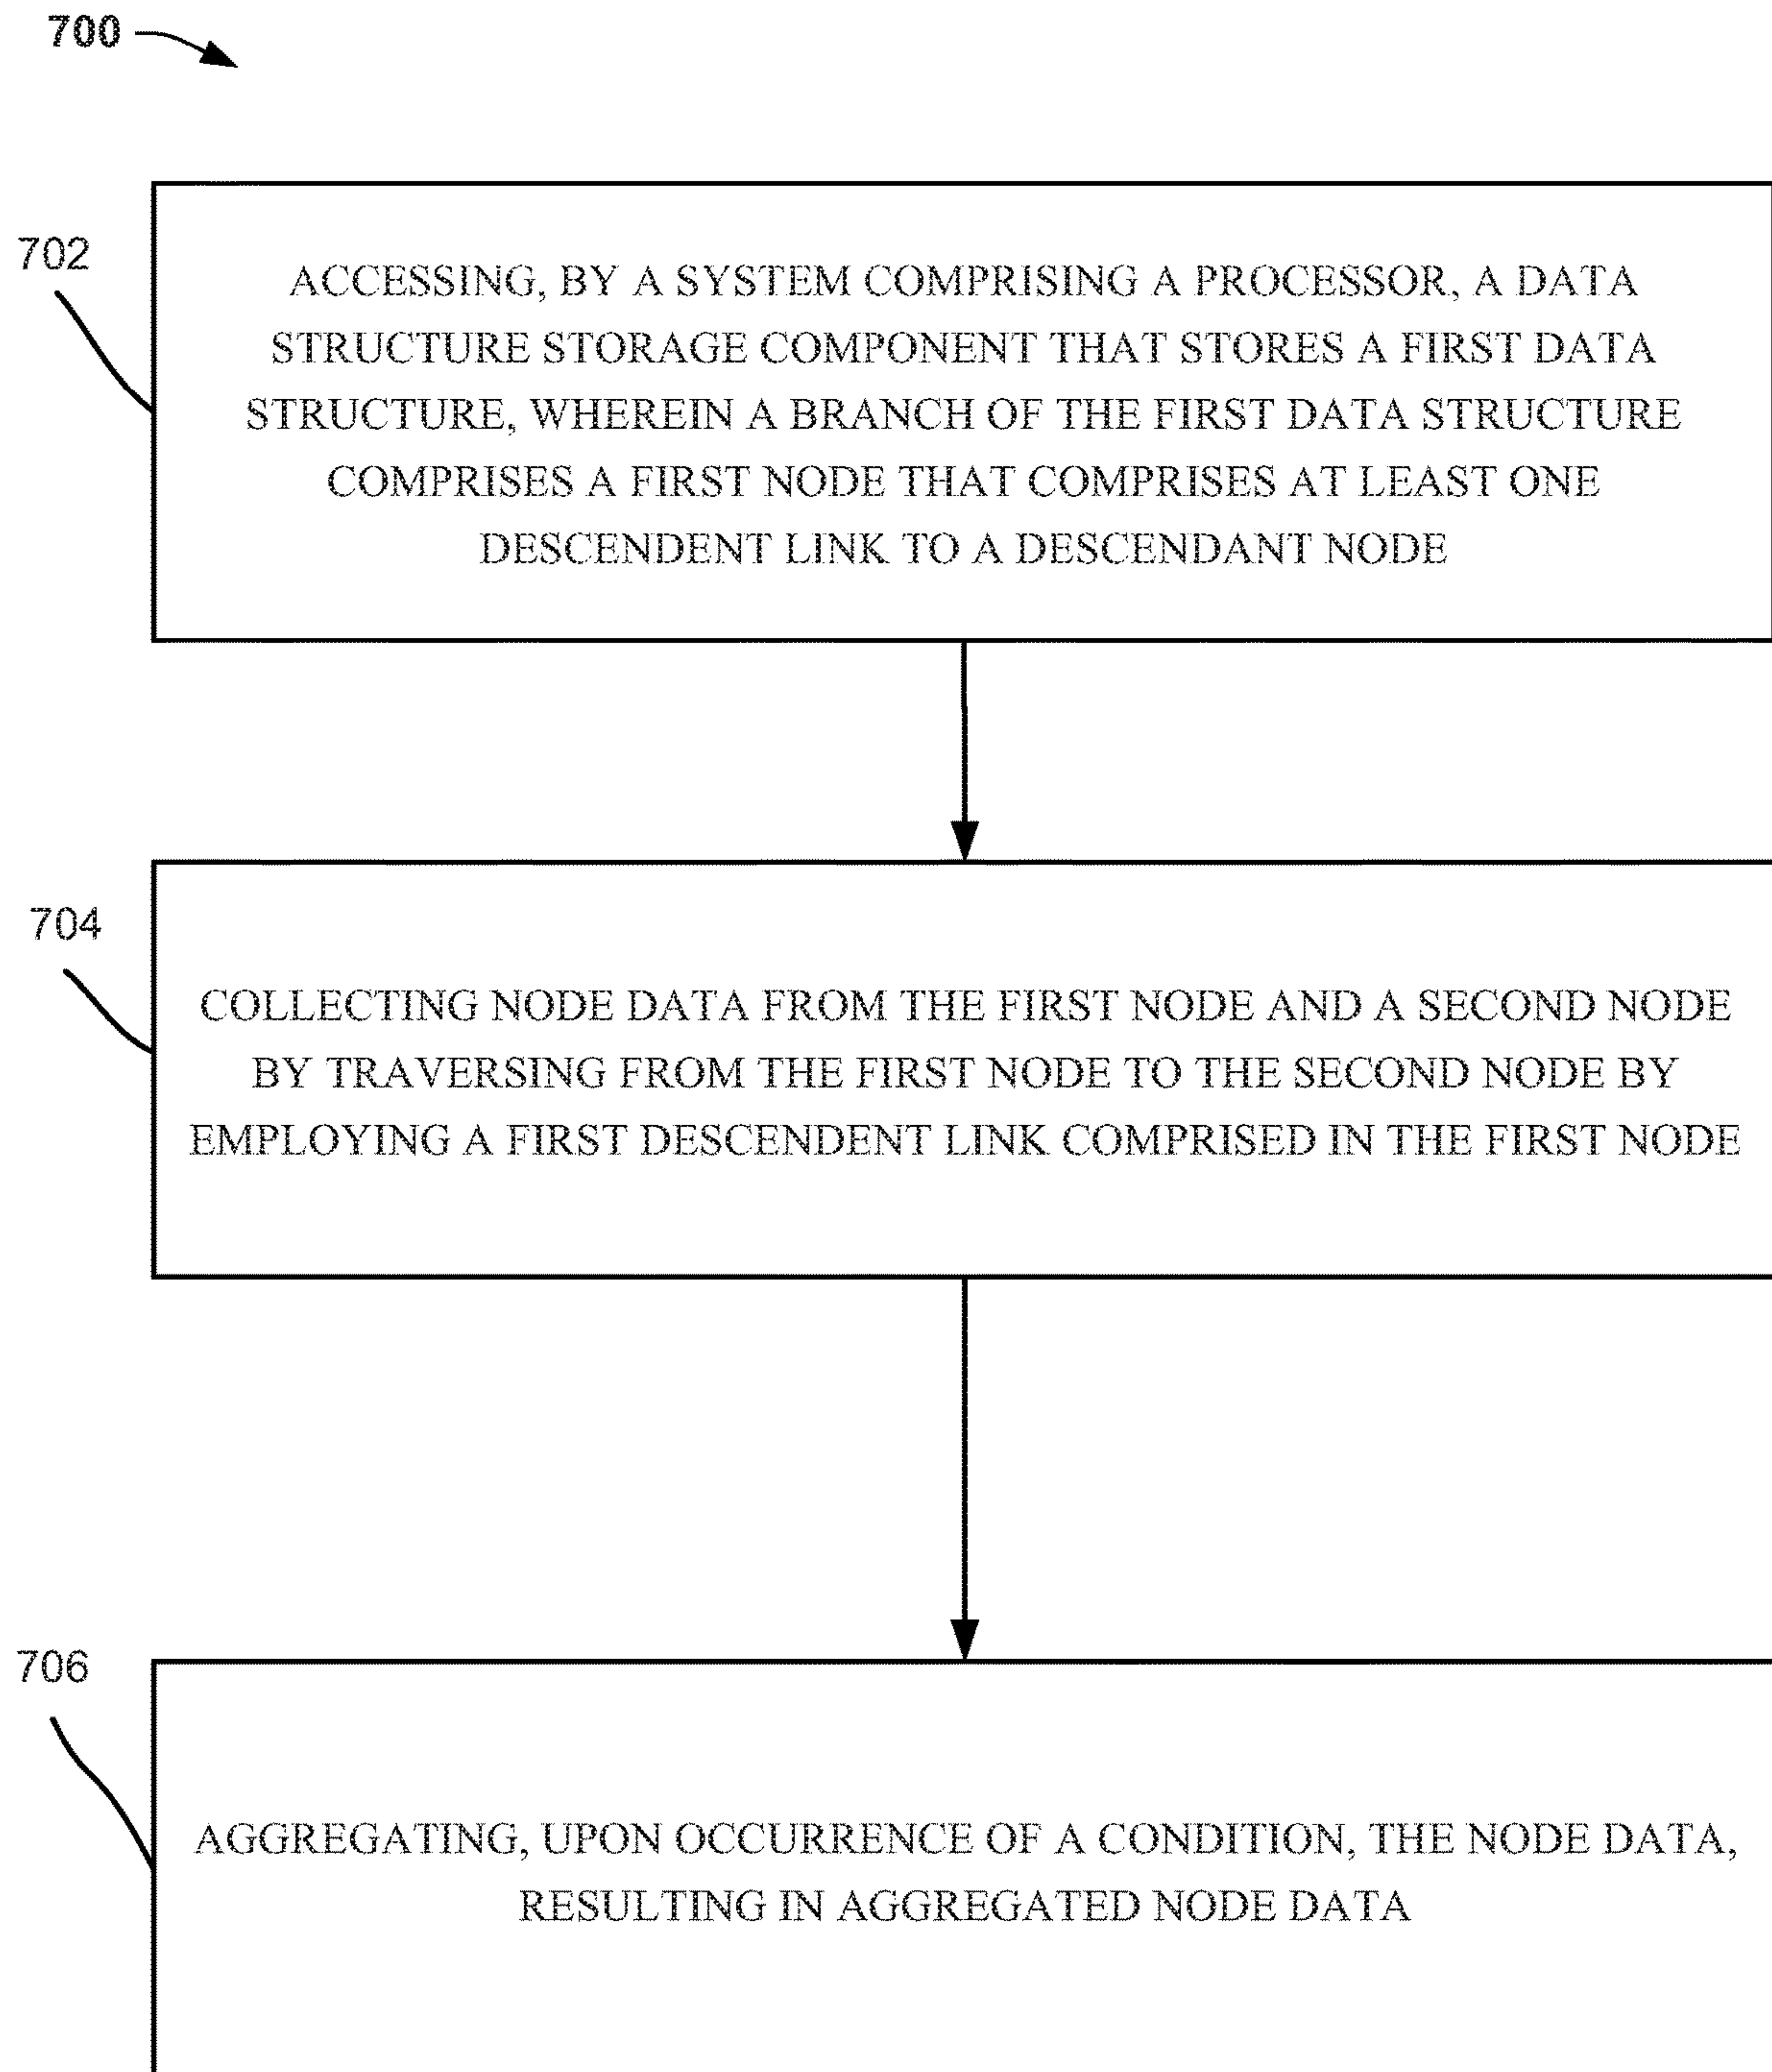 700
702
ACCESSING, BY A SYSTEM COMPRISING A PROCESSOR, A DATA
STRUCTURE STORAGE COMPONENT THAT STORES A FIRST DATA
STRUCTURE, WHEREIN A BRANCH OF THE FIRST DATA STRUCTURE
COMPRISES A FIRST NODE THAT COMPRISES AT LEAST ONE
DESCENDENT LINK TO A DESCENDANT NODE
704
COLLECTING NODE DATA FROM THE FIRST NODE AND A SECOND NODE
BY TRAVERSING FROM THE FIRST NODE TO THE SECOND NODE BY
EMPLOYING A FIRST DESCENDENT LINK COMPRISED IN THE FIRST NODE
706
AGGREGATING, UPON OCCURRENCE OF A CONDITION, THE NODE DATA,
RESULTING IN AGGREGATED NODE DATA